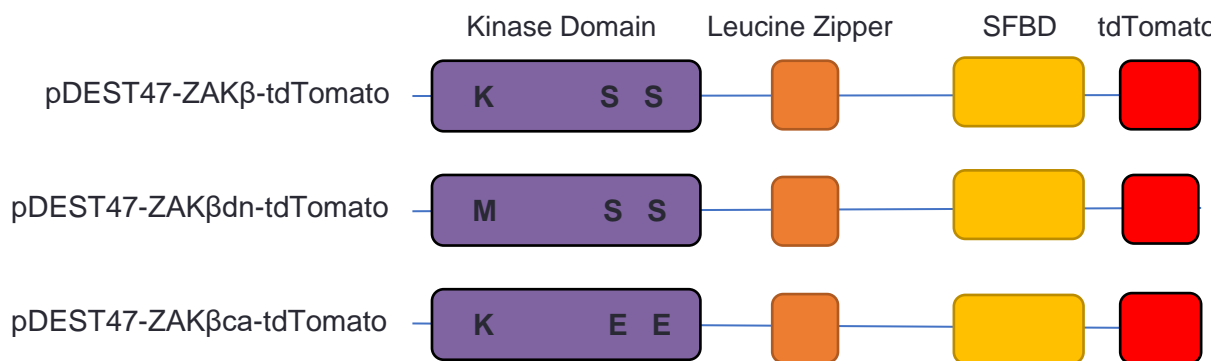 Kinase Domain Leucine Zipper SFBD tdTomato
pDEST47-ZAKβ-tdTomato K S S
pDEST47-ZAKβdn-tdTomato M S S
pDEST47-ZAKβca-tdTomato K E E